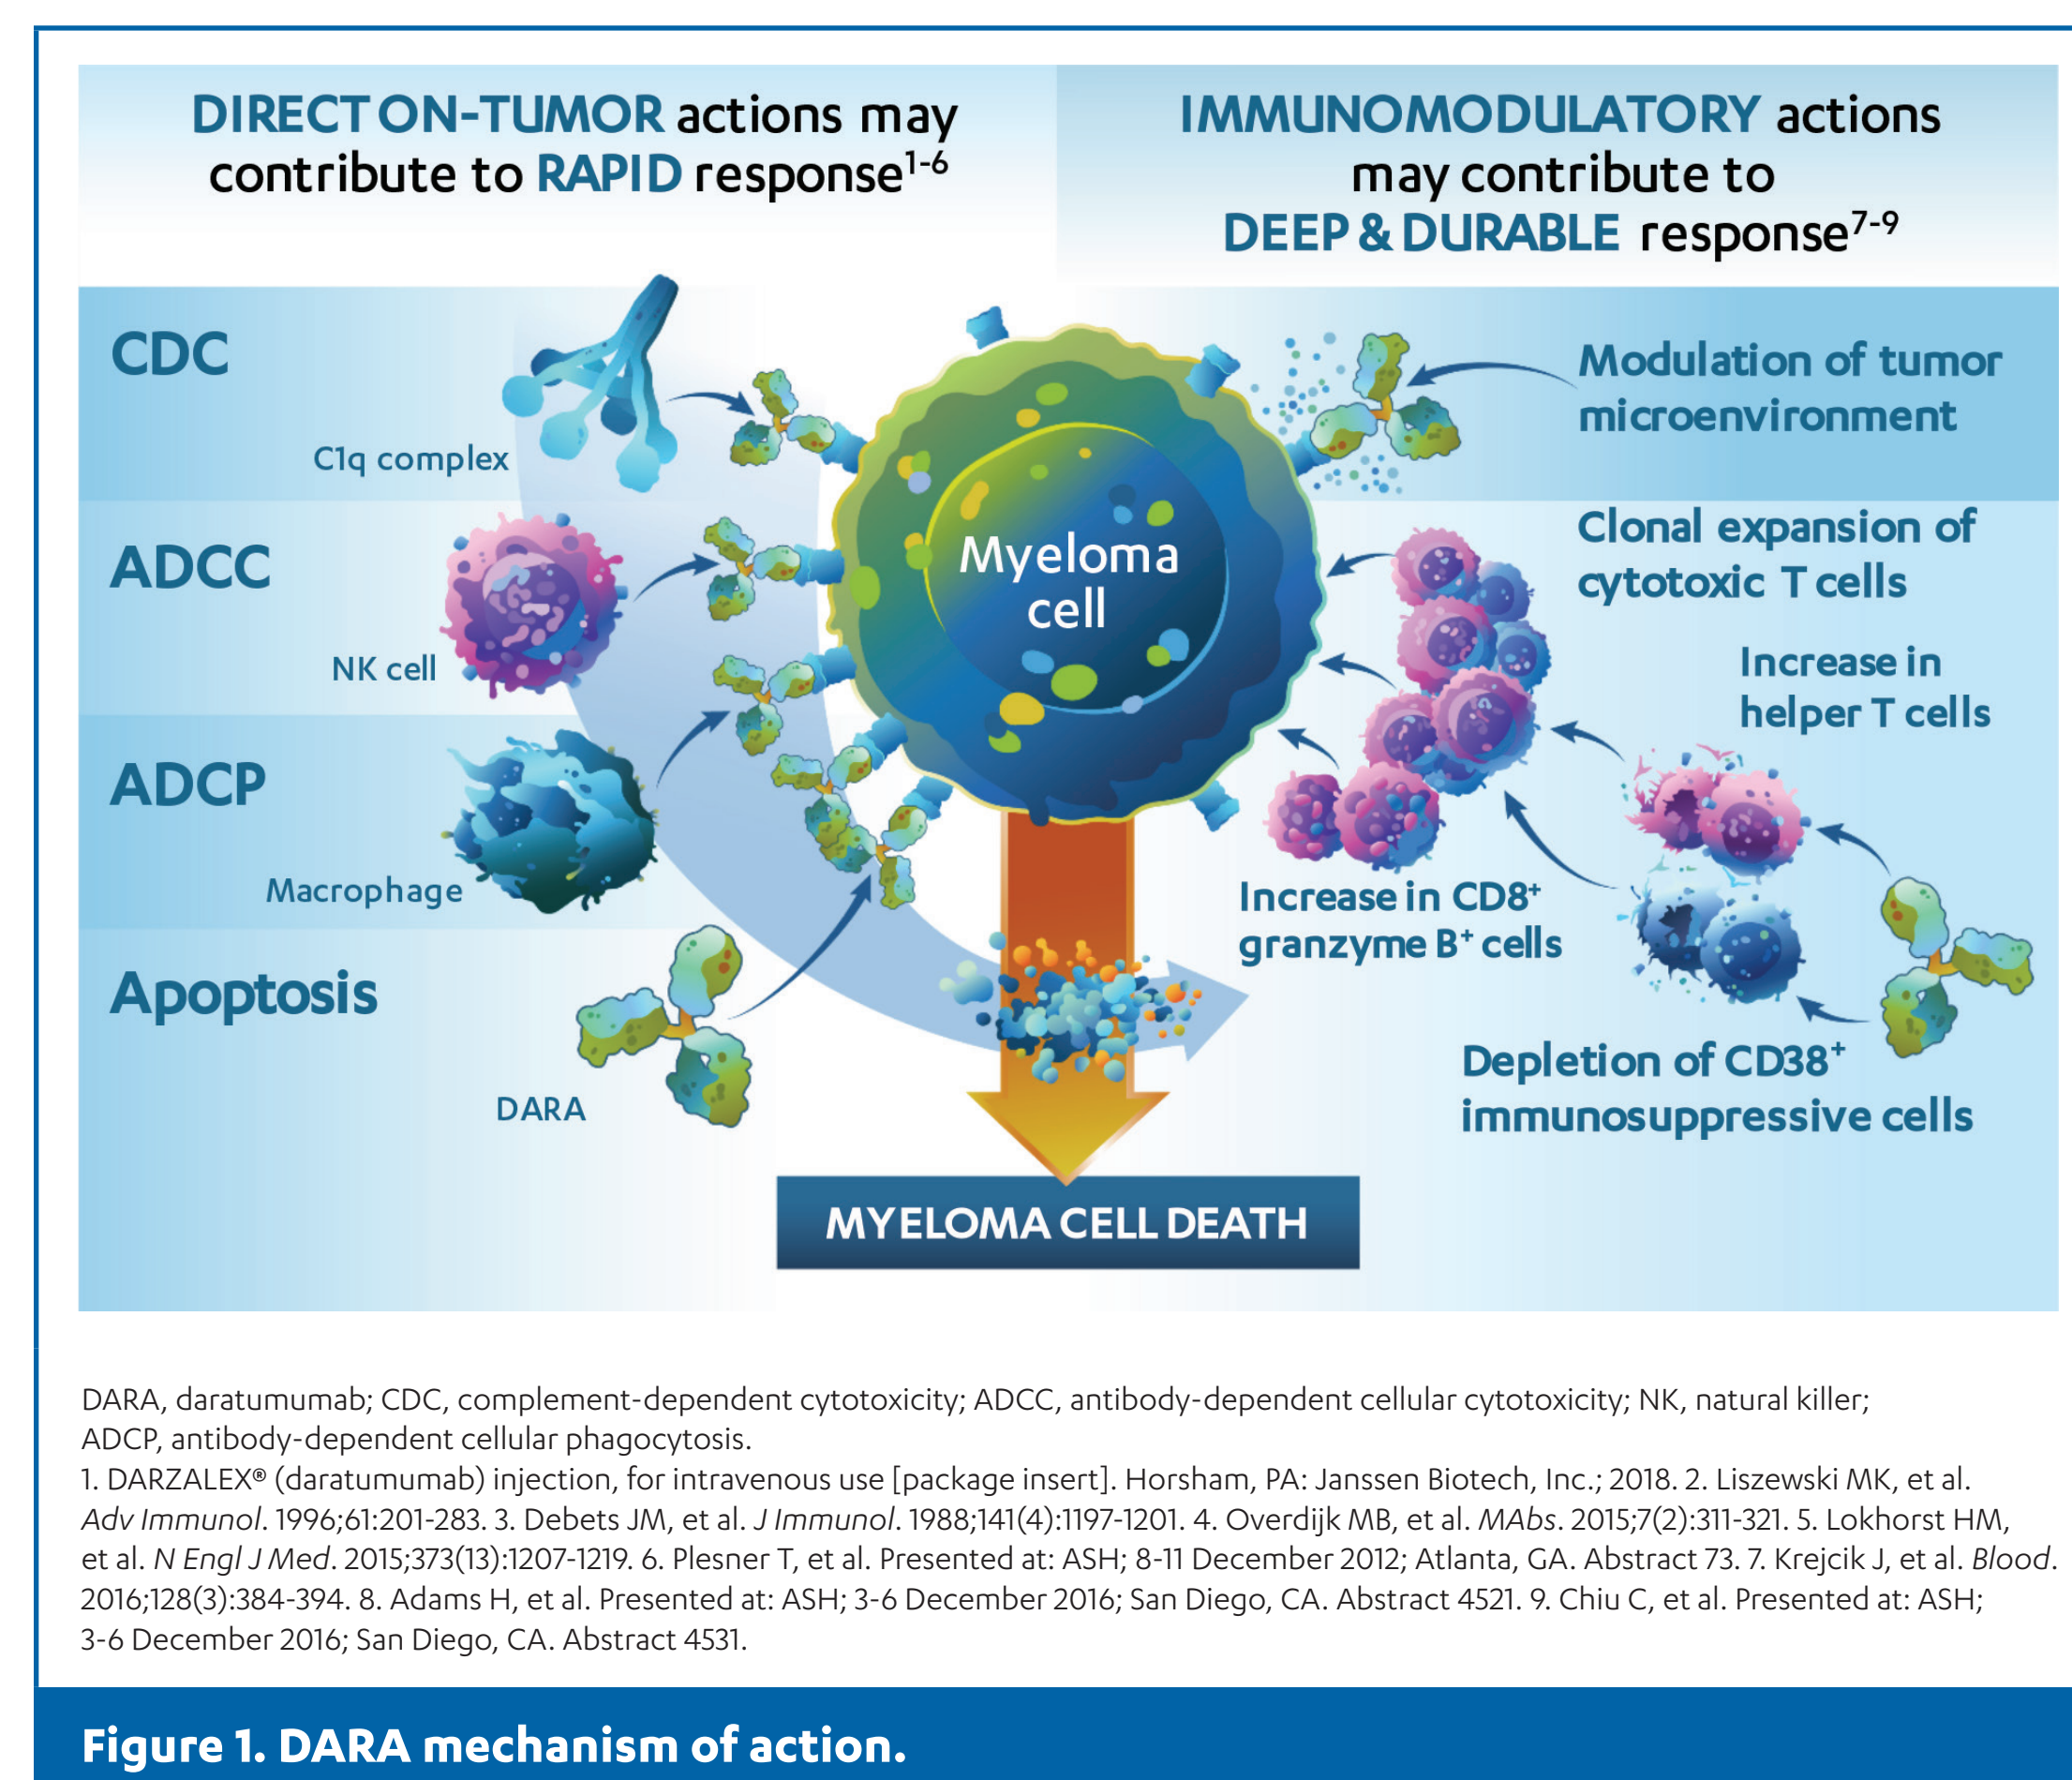 DIRECT ON-TUMOR actions may
contribute to RAPID response1-6
IMMUNOMODULATORY actions
may contribute to
DEEP & DURABLE response7-9
CDC
C1q complex
ADCC
NK cell
ADCP
Macrophage
Apoptosis
DARA
Myeloma
cell
Modulation of tumor
microenvironment
Clonal expansion of
cytotoxic T cells
Increase in
helper T cells
Increase in CD8+
granzyme B+ cells
Depletion of CD38+
immunosuppressive cells
MYELOMA CELL DEATH
DARA, daratumumab; CDC, complement-dependent cytotoxicity; ADCC, antibody-dependent cellular cytotoxicity; NK, natural killer;
ADCP, antibody-dependent cellular phagocytosis.
1. DARZALEX® (daratumumab) injection, for intravenous use [package insert]. Horsham, PA: Janssen Biotech, Inc.; 2018. 2. Liszewski MK, et al.
Adv Immunol. 1996;61:201-283. 3. Debets JM, et al. J Immunol. 1988;141(4):1197-1201. 4. Overdijk MB, et al. MAbs. 2015;7(2):311-321. 5. Lokhorst HM,
et al. N Engl J Med. 2015;373(13):1207-1219. 6. Plesner T, et al. Presented at: ASH; 8-11 December 2012; Atlanta, GA. Abstract 73. 7. Krejcik J, et al. Blood.
2016;128(3):384-394. 8. Adams H, et al. Presented at: ASH; 3-6 December 2016; San Diego, CA. Abstract 4521. 9. Chiu C, et al. Presented at: ASH;
3-6 December 2016; San Diego, CA. Abstract 4531.
Figure 1. DARA mechanism of action.